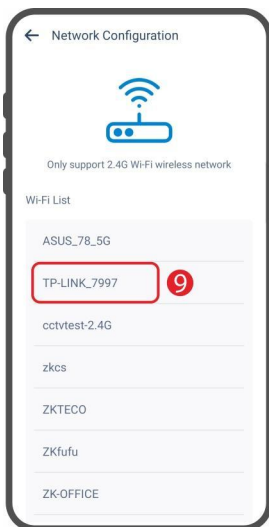 ← Network Configuration
Only support 2.4G Wi-Fi wireless network
Wi-Fi List
ASUS_78_5G
TP-LINK_7997 9
cctvtest-2.4G
zkcs
ZKTECO
ZKfufu
ZK-OFFICE